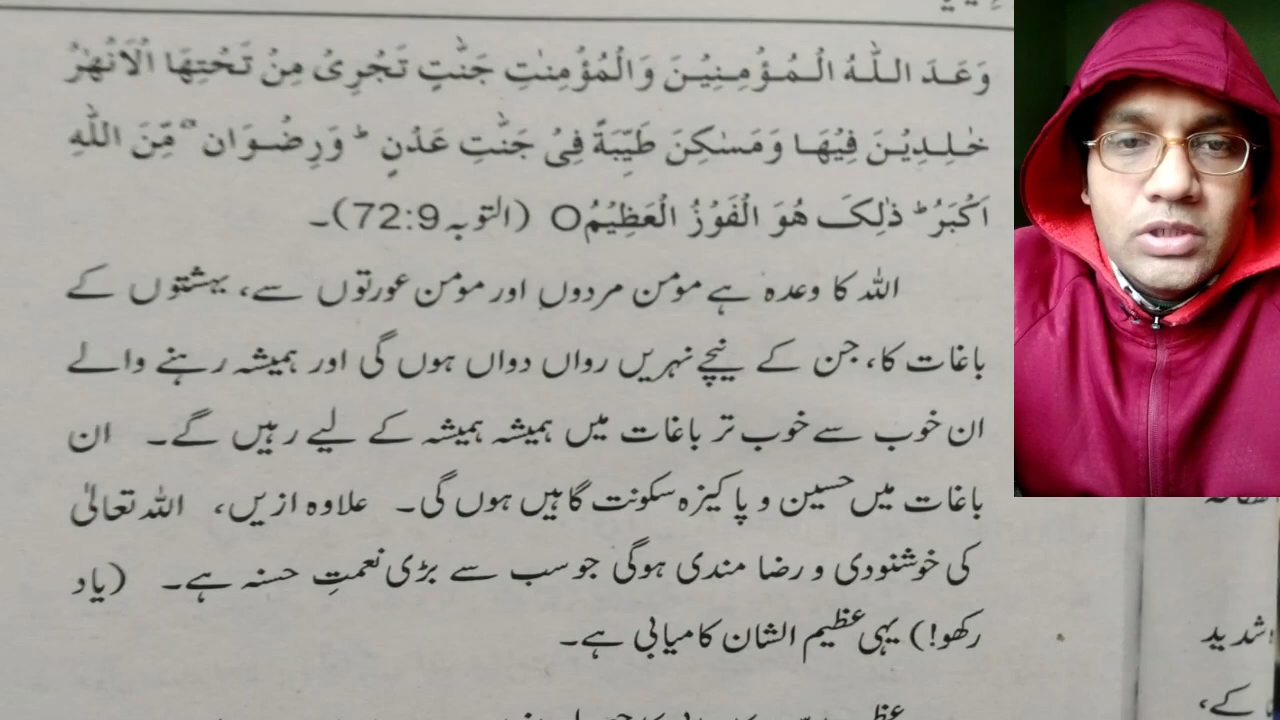 وَعَدَ اللّٰهُ الْمُؤْمِنِيْنَ وَالْمُؤْمِنٰتِ جَنّٰتٍ تَجْرِىْ مِنْ تَحْتِهَا الْاَنْهٰرُ
خٰلِدِيْنَ فِيْهَا وَمَسٰكِنَ طَيِّبَةً فِىْ جَنّٰتِ عَدْنٍ ؕ وَرِضْوَان ٌ مِّنَ اللّٰهِ
اَكْبَرُ ؕ ذٰلِكَ هُوَ الْفَوْزُ الْعَظِيْمُ○ (التوبہ 72:9)۔
اللہ کا وعدہ ہے مومن مردوں اور مومن عورتوں سے، بہشتوں کے
باغات کا، جن کے نیچے نہریں رواں دواں ہوں گی اور ہمیشہ رہنے والے
ان خوب سے خوب تر باغات میں ہمیشہ ہمیشہ کے لیے رہیں گے۔ ان
باغات میں حسین و پاکیزہ سکونت گاہیں ہوں گی۔ علاوہ ازیں، اللہ تعالیٰ
کی خوشنودی و رضا مندی ہوگی جو سب سے بڑی نعمتِ حسنہ ہے۔ (یاد
رکھو!) یہی عظیم الشان کامیابی ہے۔
شدید
کے،